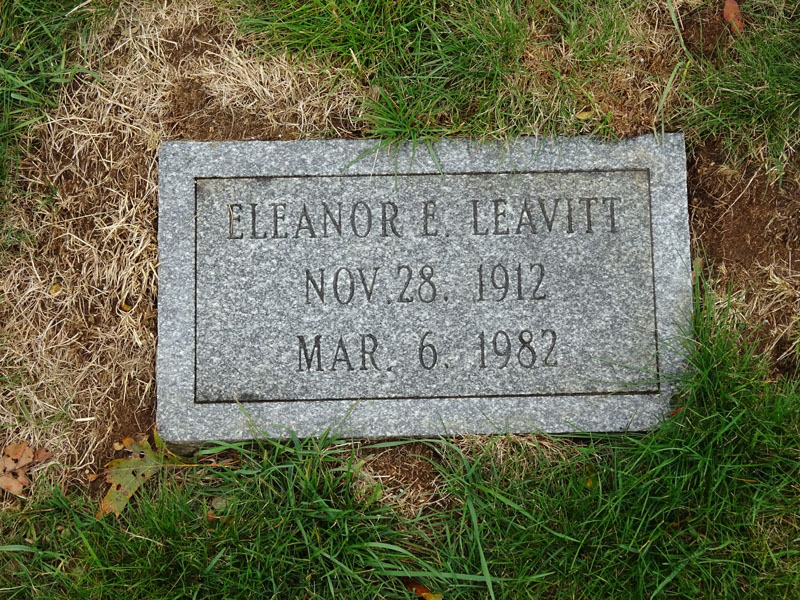 ELEANOR E. LEAVITT
NOV. 28. 1912
MAR. 6. 1982